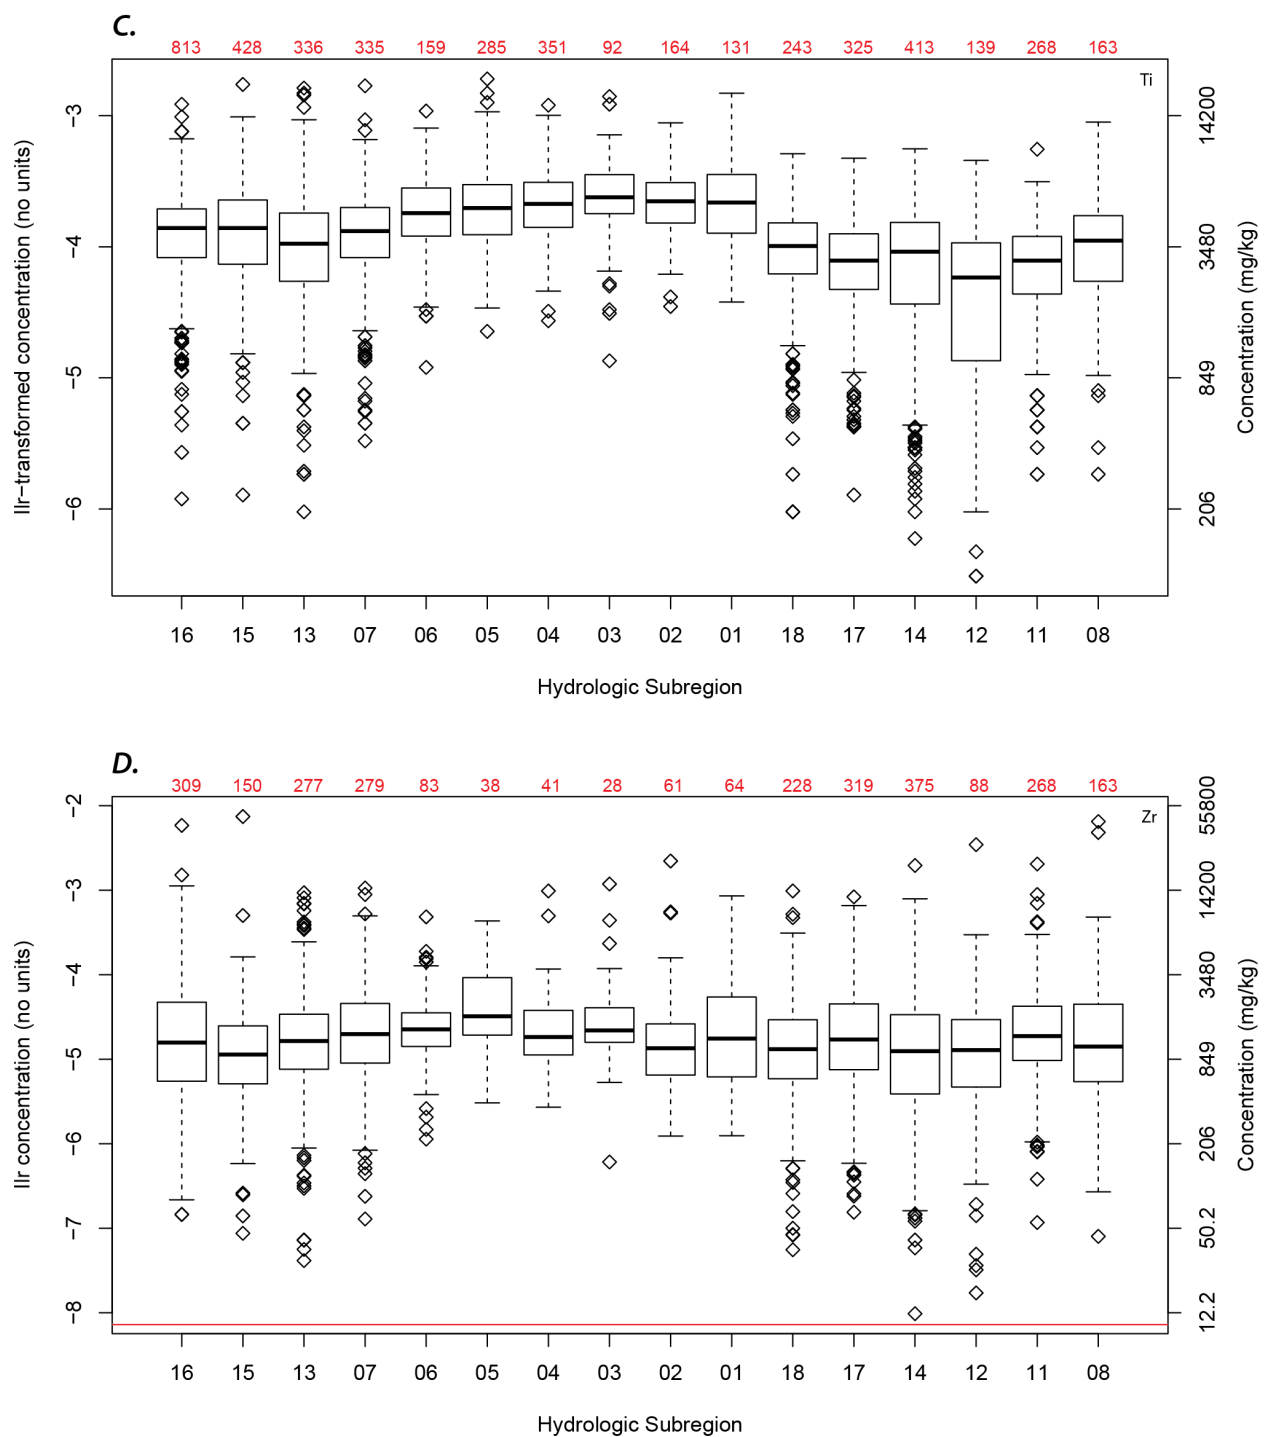 C.
813 428 336 335 159 285 351 92 164 131 243 325 413 139 268 163
Ti
Ilr−transformed concentration (no units)
−3
−4
−5
−6
14200
3480
849
206
Concentration (mg/kg)
16 15 13 07 06 05 04 03 02 01 18 17 14 12 11 08
Hydrologic Subregion
D.
309 150 277 279 83 38 41 28 61 64 228 319 375 88 268 163
Zr
Ilr concentration (no units)
−2
−3
−4
−5
−6
−7
−8
55800
14200
3480
849
206
50.2
12.2
Concentration (mg/kg)
16 15 13 07 06 05 04 03 02 01 18 17 14 12 11 08
Hydrologic Subregion